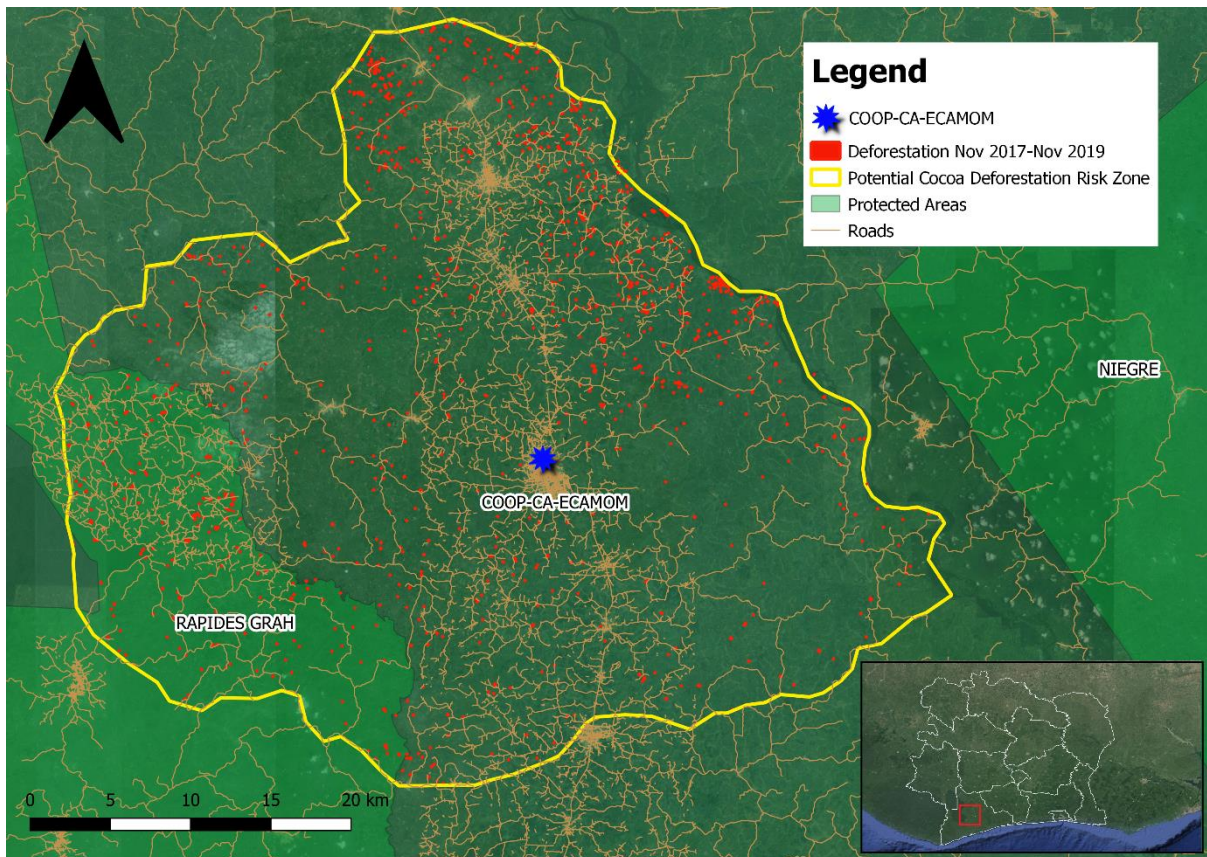 Legend
COOP-CA-ECAMOM
Deforestation Nov 2017-Nov 2019
Potential Cocoa Deforestation Risk Zone
Protected Areas
Roads
NIEGRE
COOP-CA-ECAMOM
RAPIDES GRAH
0 5 10 15 20 km